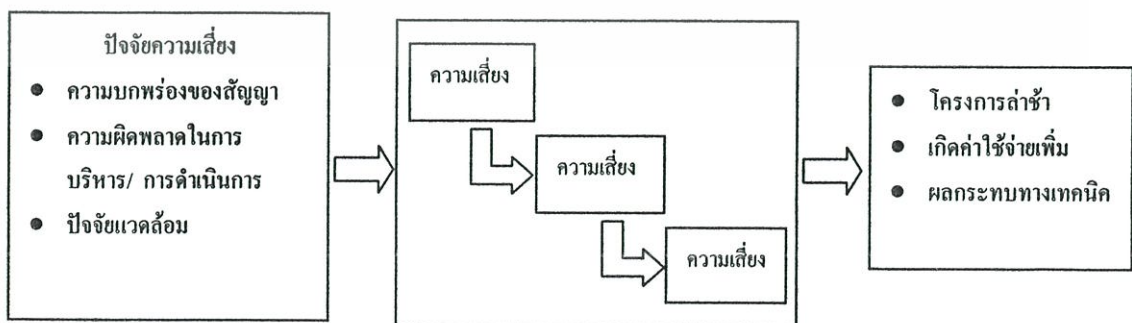 ปัจจัยความเสี่ยง
● ความบกพร่องของสัญญา
● ความผิดพลาดในการ
บริหาร/ การดำเนินการ
● ปัจจัยแวดล้อม
ความเสี่ยง
ความเสี่ยง
ความเสี่ยง
● โครงการล่าช้า
● เกิดค่าใช้จ่ายเพิ่ม
● ผลกระทบทางเทคนิค